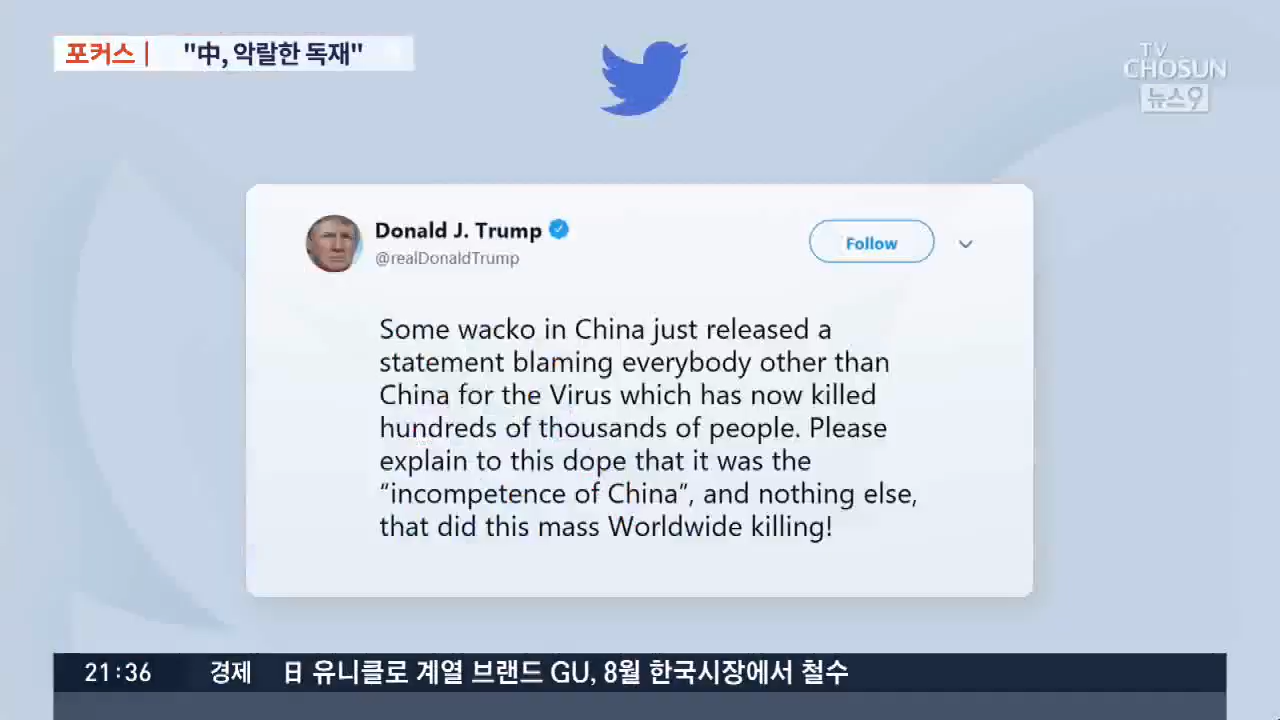 포커스 | "中, 악랄한 독재"
TV
CHOSUN
뉴스9
Donald J. Trump
@realDonaldTrump
Follow
Some wacko in China just released a
statement blaming everybody other than
China for the Virus which has now killed
hundreds of thousands of people. Please
explain to this dope that it was the
“incompetence of China”, and nothing else,
that did this mass Worldwide killing!
21:36 경제 日 유니클로 계열 브랜드 GU, 8월 한국시장에서 철수